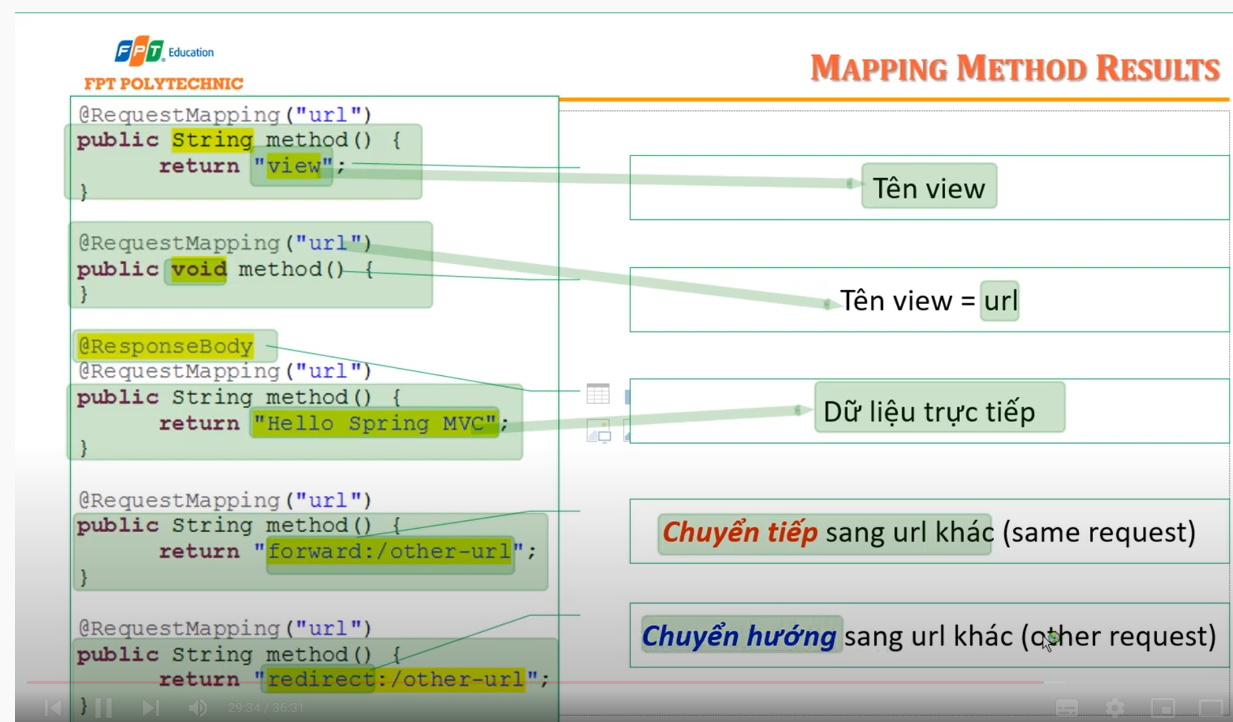 FPT Education
FPT POLYTECHNIC
MAPPING METHOD RESULTS
@RequestMapping("url")
public String method() {
return "view";
}
Tên view
@RequestMapping("url")
public void method() {
}
Tên view = url
@ResponseBody
@RequestMapping("url")
public String method() {
return "Hello Spring MVC";
}
Dữ liệu trực tiếp
@RequestMapping("url")
public String method() {
return "forward:/other-url";
}
Chuyển tiếp sang url khác (same request)
@RequestMapping("url")
public String method() {
return "redirect:/other-url";
}
Chuyển hướng sang url khác (other request)
29:34 / 36:31